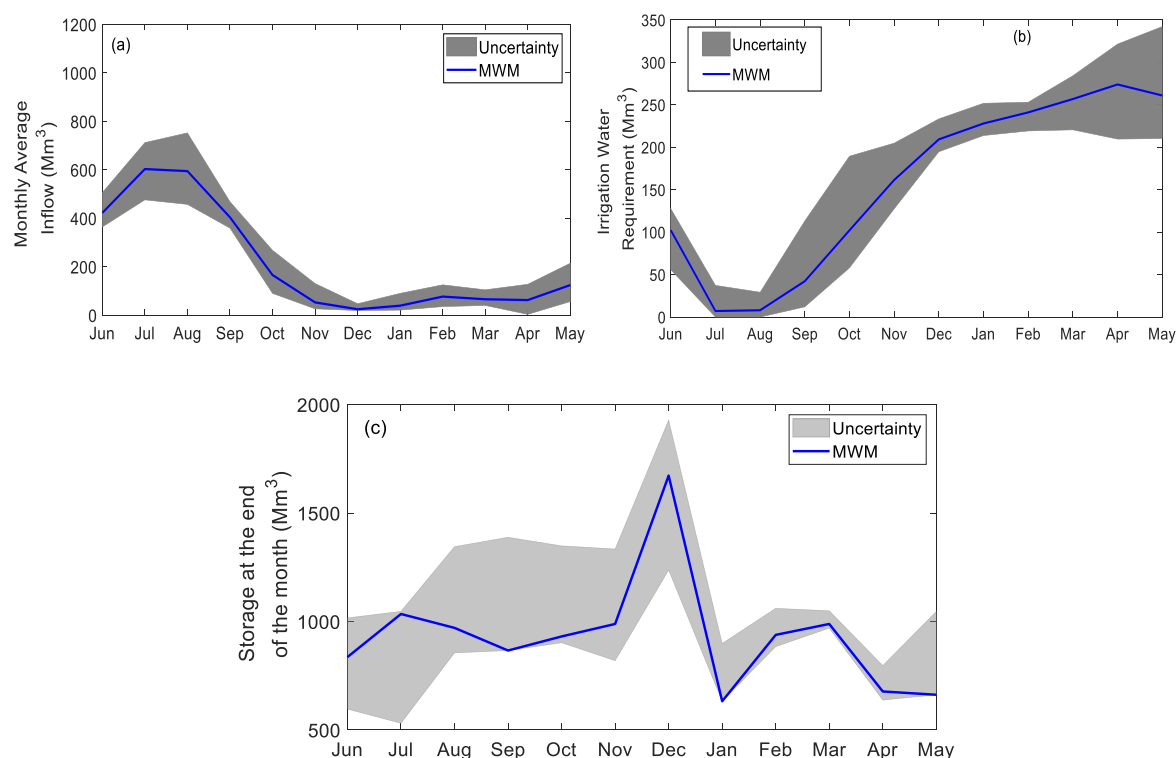 (a)
Uncertainty
MWM
Monthly Average
Inflow (Mm³)
1200
1000
800
600
400
200
0
Jun Jul Aug Sep Oct Nov Dec Jan Feb Mar Apr May
(b)
Uncertainty
MWM
Irrigation Water
Requirement (Mm³)
350
300
250
200
150
100
50
0
Jun Jul Aug Sep Oct Nov Dec Jan Feb Mar Apr May
(c)
Uncertainty
MWM
Storage at the end
of the month (Mm³)
2000
1500
1000
500
Jun Jul Aug Sep Oct Nov Dec Jan Feb Mar Apr May